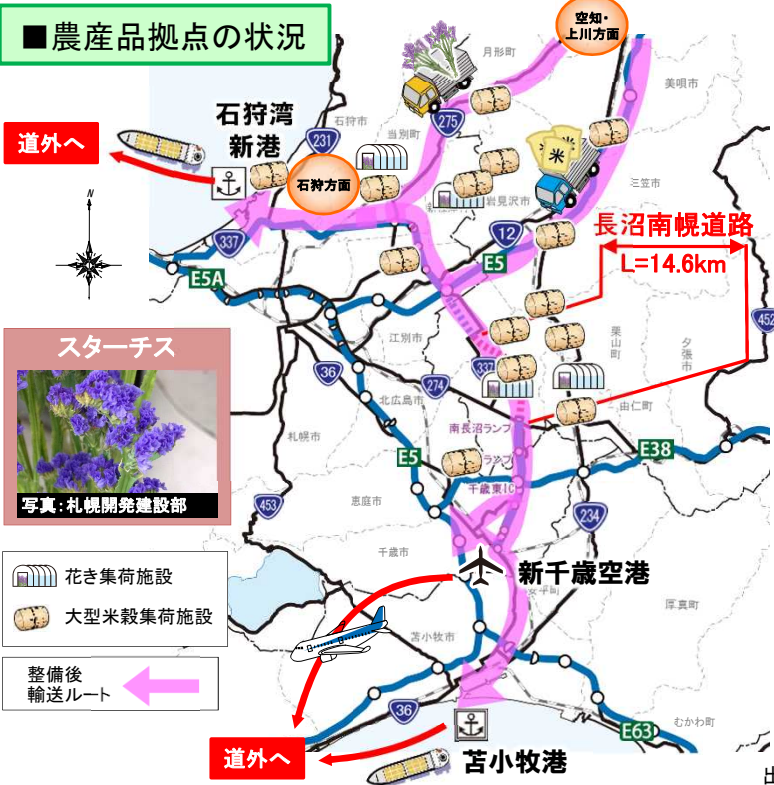 ■農産品拠点の状況
空知・
上川方面
月形町
美唄市
石狩湾
新港
石狩市
231
当別町
275
道外へ
石狩方面
岩見沢市
米
三笠市
337
12
長沼南幌道路
L=14.6km
E5A
E5
N
452
スターチス
江別市
栗山町
夕張市
337
36
274
北広島市
由仁町
札幌市
南長沼ランプ
ランプ
E5
E38
千歳東IC
写真:札幌開発建設部
453
恵庭市
234
千歳市
花き集荷施設
新千歳空港
大型米穀集荷施設
安平町
厚真町
苫小牧市
整備後
輸送ルート
36
E63
むかわ町
道外へ
苫小牧港